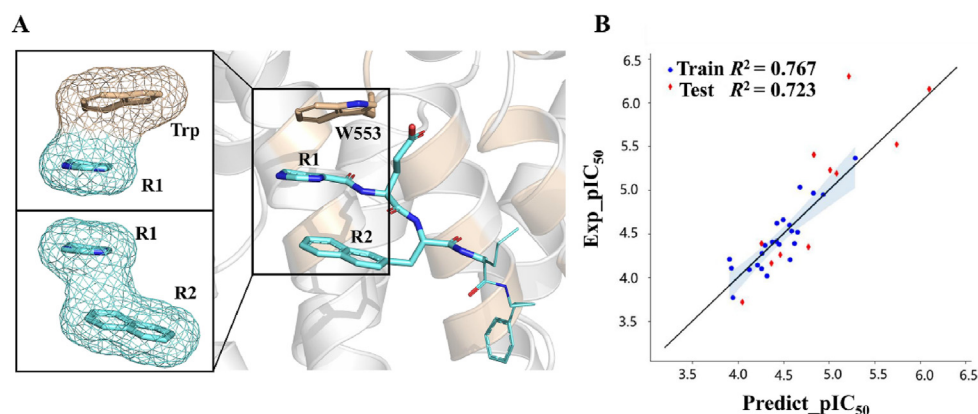 A
Trp
R1
R1
R2
W553
R1
R2
B
Train R² = 0.767
Test R² = 0.723
Exp_pIC₅₀
6.5
6.0
5.5
5.0
4.5
4.0
3.5
3.5 4.0 4.5 5.0 5.5 6.0 6.5
Predict_pIC₅₀